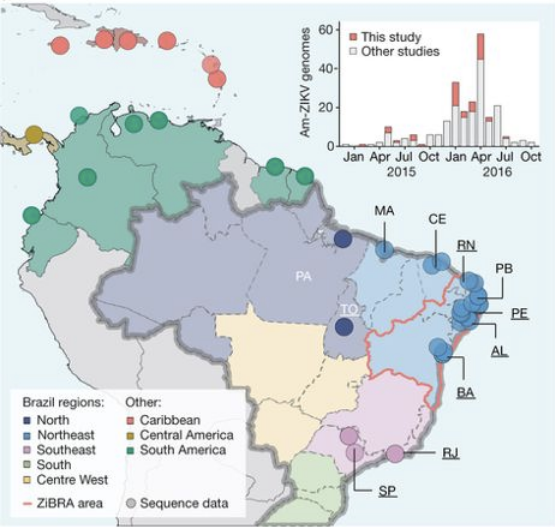 60
40
20
0
Am-ZIKV genomes
This study
Other studies
Jan Apr Jul Oct Jan Apr Jul Oct
2015 2016
MA
CE
RN
PB
PE
AL
BA
RJ
SP
PA
TO
Brazil regions:
North
Northeast
Southeast
South
Centre West
ZiBRA area
Other:
Caribbean
Central America
South America
Sequence data